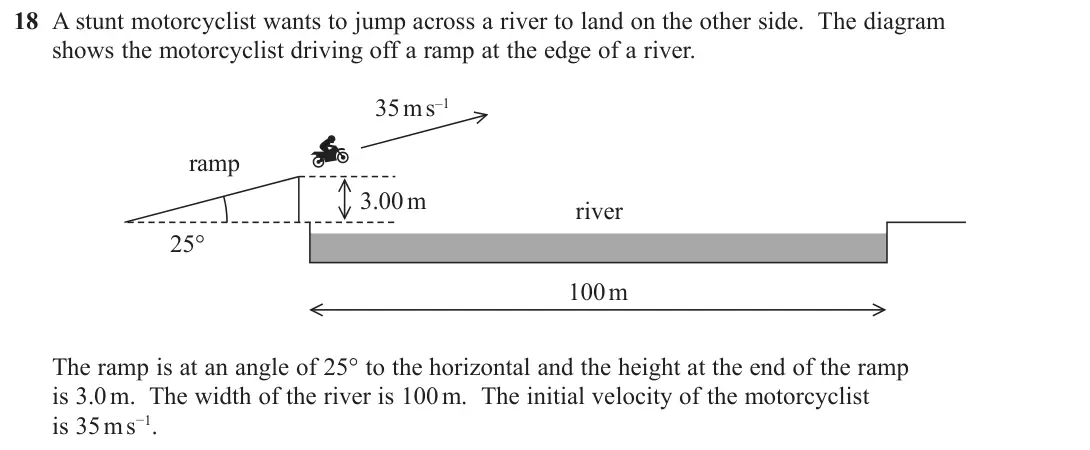 18 A stunt motorcyclist wants to jump across a river to land on the other side. The diagram
shows the motorcyclist driving off a ramp at the edge of a river.
35 m s⁻¹
ramp
3.00 m
river
25°
100 m
The ramp is at an angle of 25° to the horizontal and the height at the end of the ramp
is 3.0 m. The width of the river is 100 m. The initial velocity of the motorcyclist
is 35 m s⁻¹.